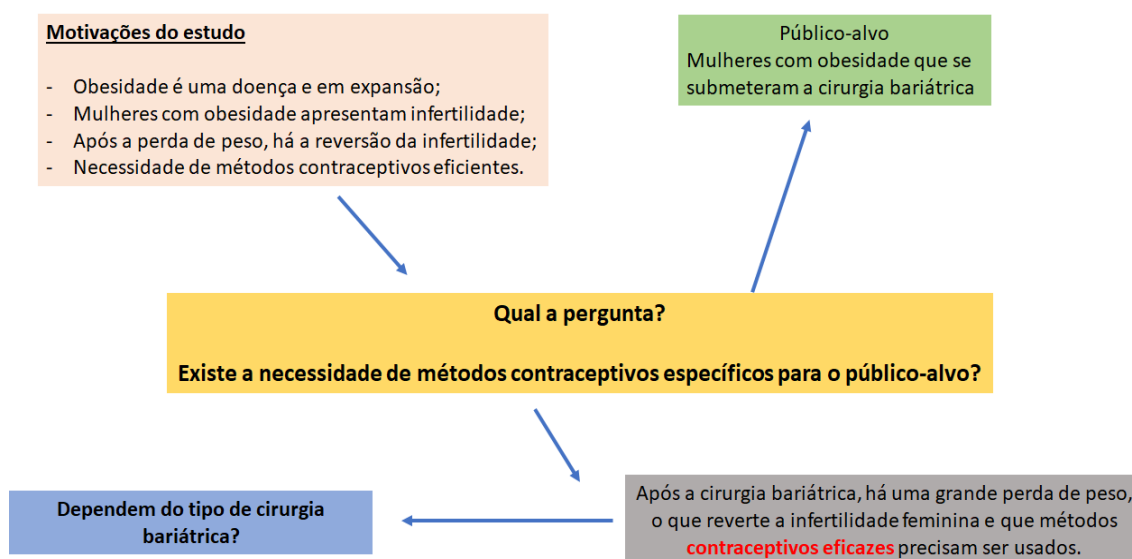 Motivações do estudo
- Obesidade é uma doença e em expansão;
- Mulheres com obesidade apresentam infertilidade;
- Após a perda de peso, há a reversão da infertilidade;
- Necessidade de métodos contraceptivos eficientes.
Público-alvo
Mulheres com obesidade que se
submeteram a cirurgia bariátrica
Qual a pergunta?
Existe a necessidade de métodos contraceptivos específicos para o público-alvo?
Dependem do tipo de cirurgia
bariátrica?
Após a cirurgia bariátrica, há uma grande perda de peso,
o que reverte a infertilidade feminina e que métodos
contraceptivos eficazes precisam ser usados.